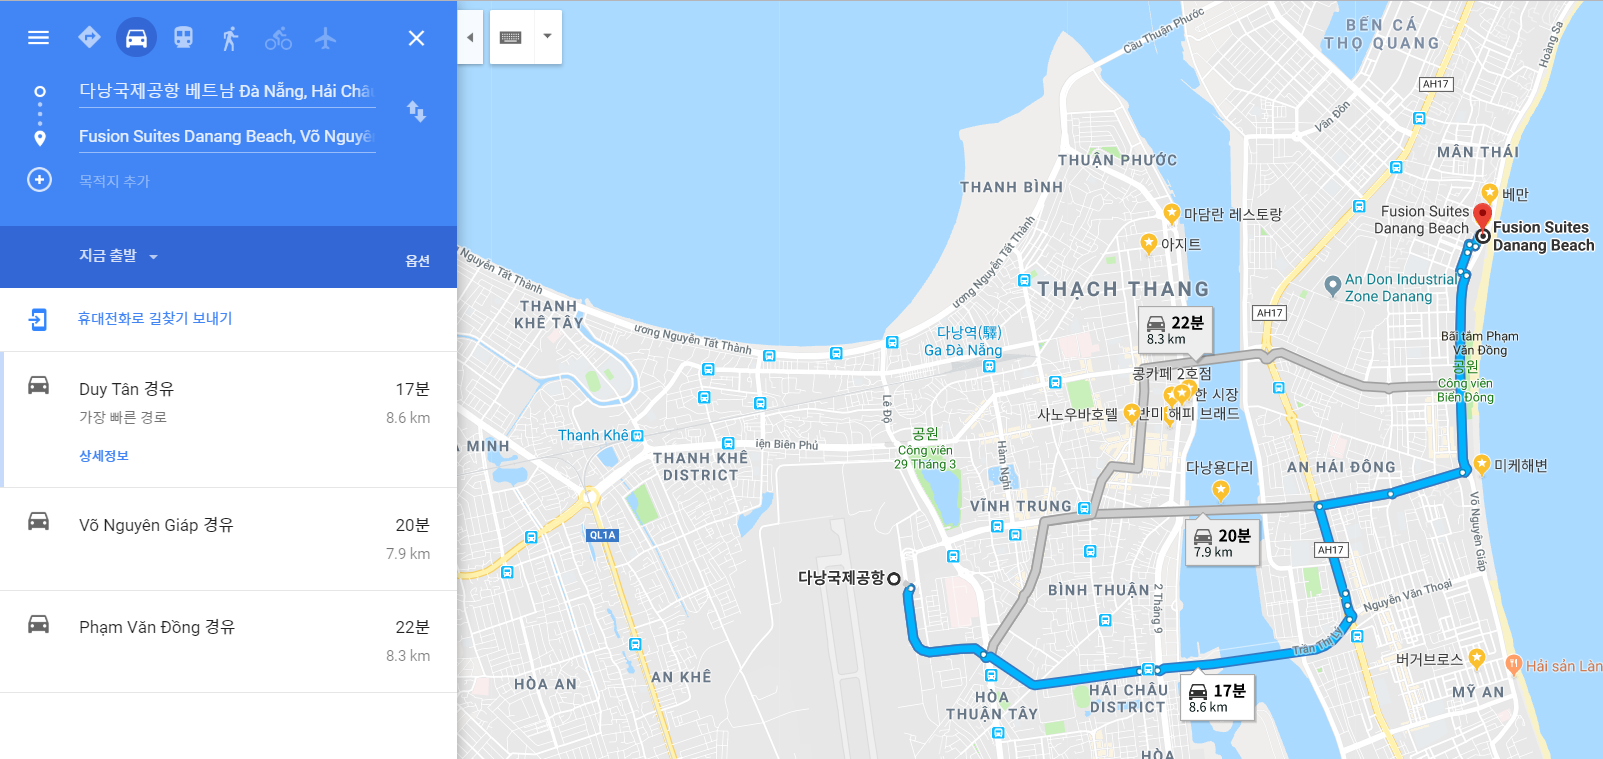 다낭국제공항 베트남 Đà Nẵng, Hải Châu
Fusion Suites Danang Beach, Võ Nguyê
목적지 추가
지금 출발
옵션
휴대전화로 길찾기 보내기
Duy Tân 경유
17분
가장 빠른 경로
8.6 km
상세정보
Võ Nguyên Giáp 경유
20분
7.9 km
Phạm Văn Đồng 경유
22분
8.3 km
BẾN CÁ
THỌ QUANG
Cầu Thuận Phước
Hoàng Sa
AH17
Vân Đồn
MÂN THÁI
THUẬN PHƯỚC
THANH BÌNH
베만
마담란 레스토랑
아지트
Fusion Suites
Danang Beach
Fusion Suites
Danang Beach
An Don Industrial
Zone Danang
THẠCH THANG
ương Nguyễn Tất Thành
Nguyễn Tất Thành
THANH
KHÊ TÂY
ương Nguyễn Tất Thành
다낭역(驛)
Ga Đà Nẵng
22분
8.3 km
AH17
Bãi tắm Phạm
Văn Đồng
공원
Công viên
Biển Đông
콩카페 2호점
한 시장
사노우바호텔
반미 해피 브래드
Lê Độ
A MINH
Thanh Khê
iện Biên Phủ
THANH KHÊ
DISTRICT
공원
Công viên
29 Tháng 3
Hàm Nghi
다낭용다리
AN HẢI ĐÔNG
미케해변
VĨNH TRUNG
QL1A
20분
7.9 km
AH17
Võ Nguyên Giáp
다낭국제공항
BÌNH THUẬN
2 Tháng 9
Nguyễn Văn Thoại
Trần Thị Lý
버거브로스
Hải sản Làn
MỸ AN
HÒA AN
AN KHÊ
HÒA
THUẬN TÂY
HẢI CHÂU
DISTRICT
17분
8.6 km
HÒA